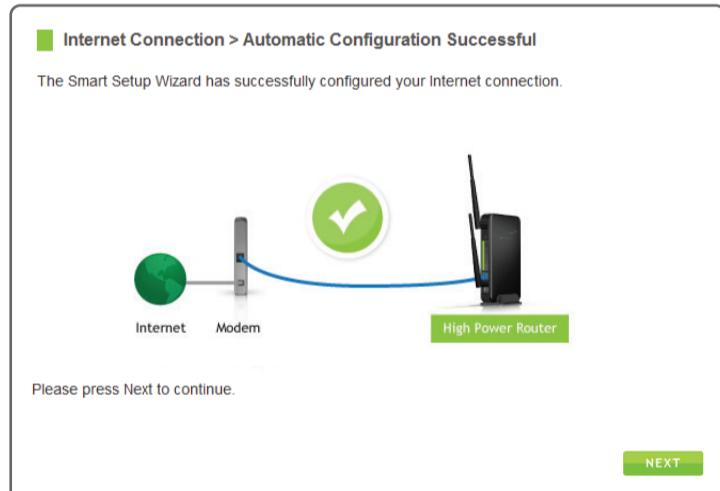 Internet Connection > Automatic Configuration Successful
The Smart Setup Wizard has successfully configured your Internet connection.
Internet Modem High Power Router
Please press Next to continue.
NEXT